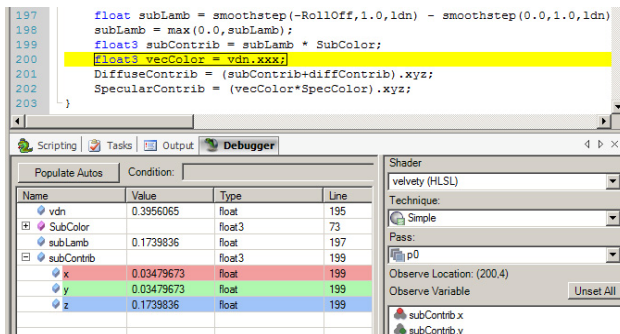 197 float subLamb = smoothstep(-RollOff,1.0,ldn) - smoothstep(0.0,1.0,ldn)
198 subLamb = max(0.0,subLamb);
199 float3 subContrib = subLamb * SubColor;
200 float3 vecColor = vdn.xxx;
201 DiffuseContrib = (subContrib+diffContrib).xyz;
202 SpecularContrib = (vecColor*SpecColor).xyz;
203 }
Scripting Tasks Output Debugger
Populate Autos Condition:
Name Value Type Line
vdn 0.3956065 float 195
SubColor float3 73
subLamb 0.1739836 float 197
subContrib float3 199
x 0.03479673 float 199
y 0.03479673 float 199
z 0.1739836 float 199
Shader
velvety (HLSL)
Technique:
Simple
Pass:
p0
Observe Location: (200,4)
Observe Variable Unset All
subContrib.x
subContrib.y